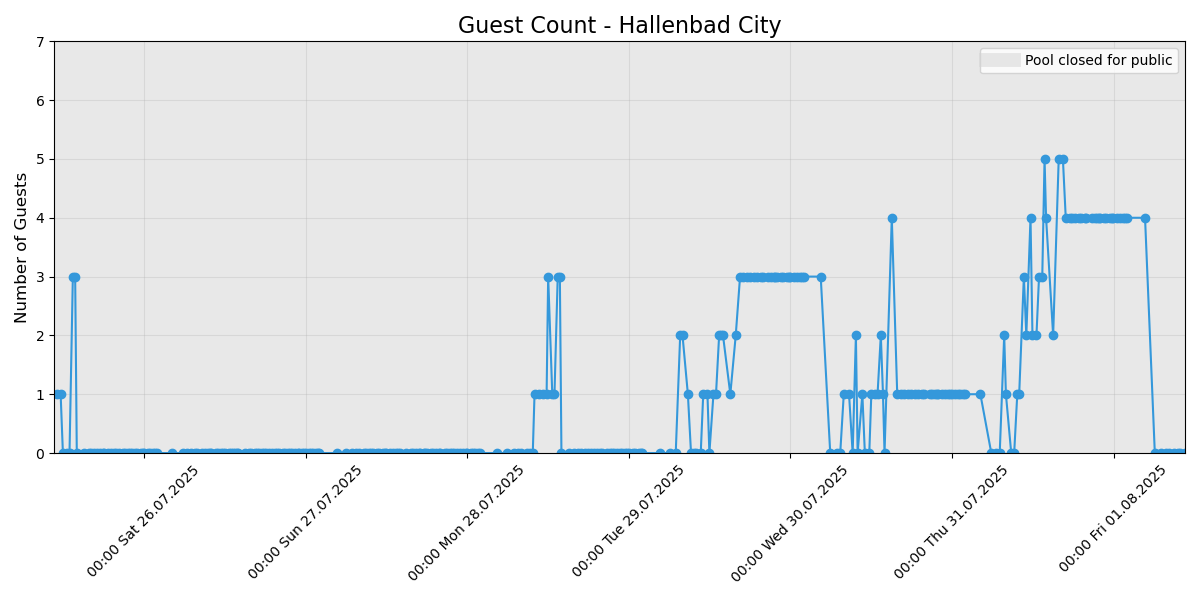 Guest Count - Hallenbad City
Pool closed for public
Number of Guests
7
6
5
4
3
2
1
0
00:00 Sat 26.07.2025
00:00 Sun 27.07.2025
00:00 Mon 28.07.2025
00:00 Tue 29.07.2025
00:00 Wed 30.07.2025
00:00 Thu 31.07.2025
00:00 Fri 01.08.2025